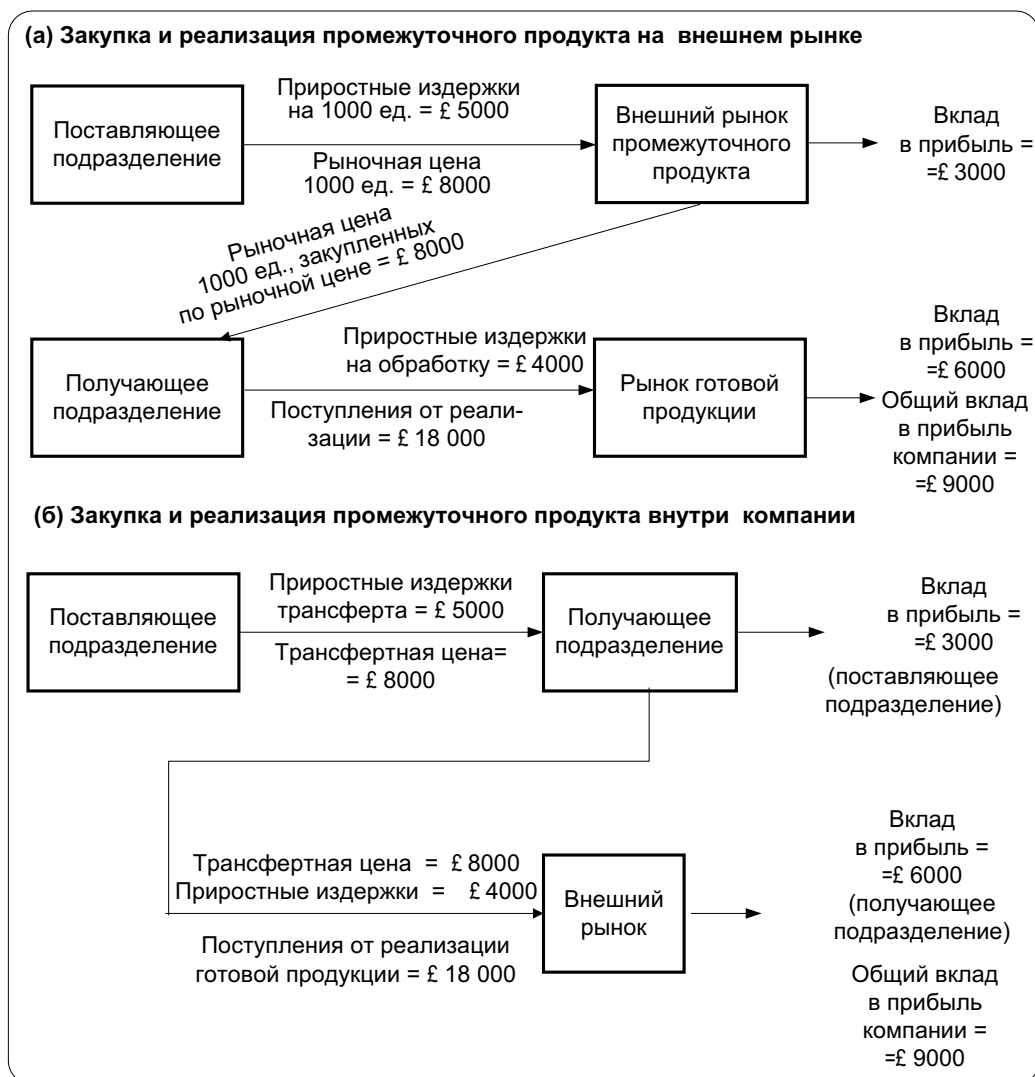 (а) Закупка и реализация промежуточного продукта на внешнем рынке
Поставляющее
подразделение
Приростные издержки
на 1000 ед. = £ 5000
Рыночная цена
1000 ед. = £ 8000
Внешний рынок
промежуточного
продукта
Вклад
в прибыль =
=£ 3000
Рыночная цена
1000 ед., закупленных
по рыночной цене = £ 8000
Получающее
подразделение
Приростные издержки
на обработку = £ 4000
Поступления от реали-
зации = £ 18 000
Рынок готовой
продукции
Вклад
в прибыль =
=£ 6000
Общий вклад
в прибыль
компании =
=£ 9000
(б) Закупка и реализация промежуточного продукта внутри компании
Поставляющее
подразделение
Приростные издержки
трансферта = £ 5000
Трансфертная цена=
= £ 8000
Получающее
подразделение
Вклад
в прибыль =
=£ 3000
(поставляющее
подразделение)
Трансфертная цена = £ 8000
Приростные издержки = £ 4000
Поступления от реализации
готовой продукции = £ 18 000
Внешний
рынок
Вклад
в прибыль =
=£ 6000
(получающее
подразделение)
Общий вклад
в прибыль
компании =
=£ 9000